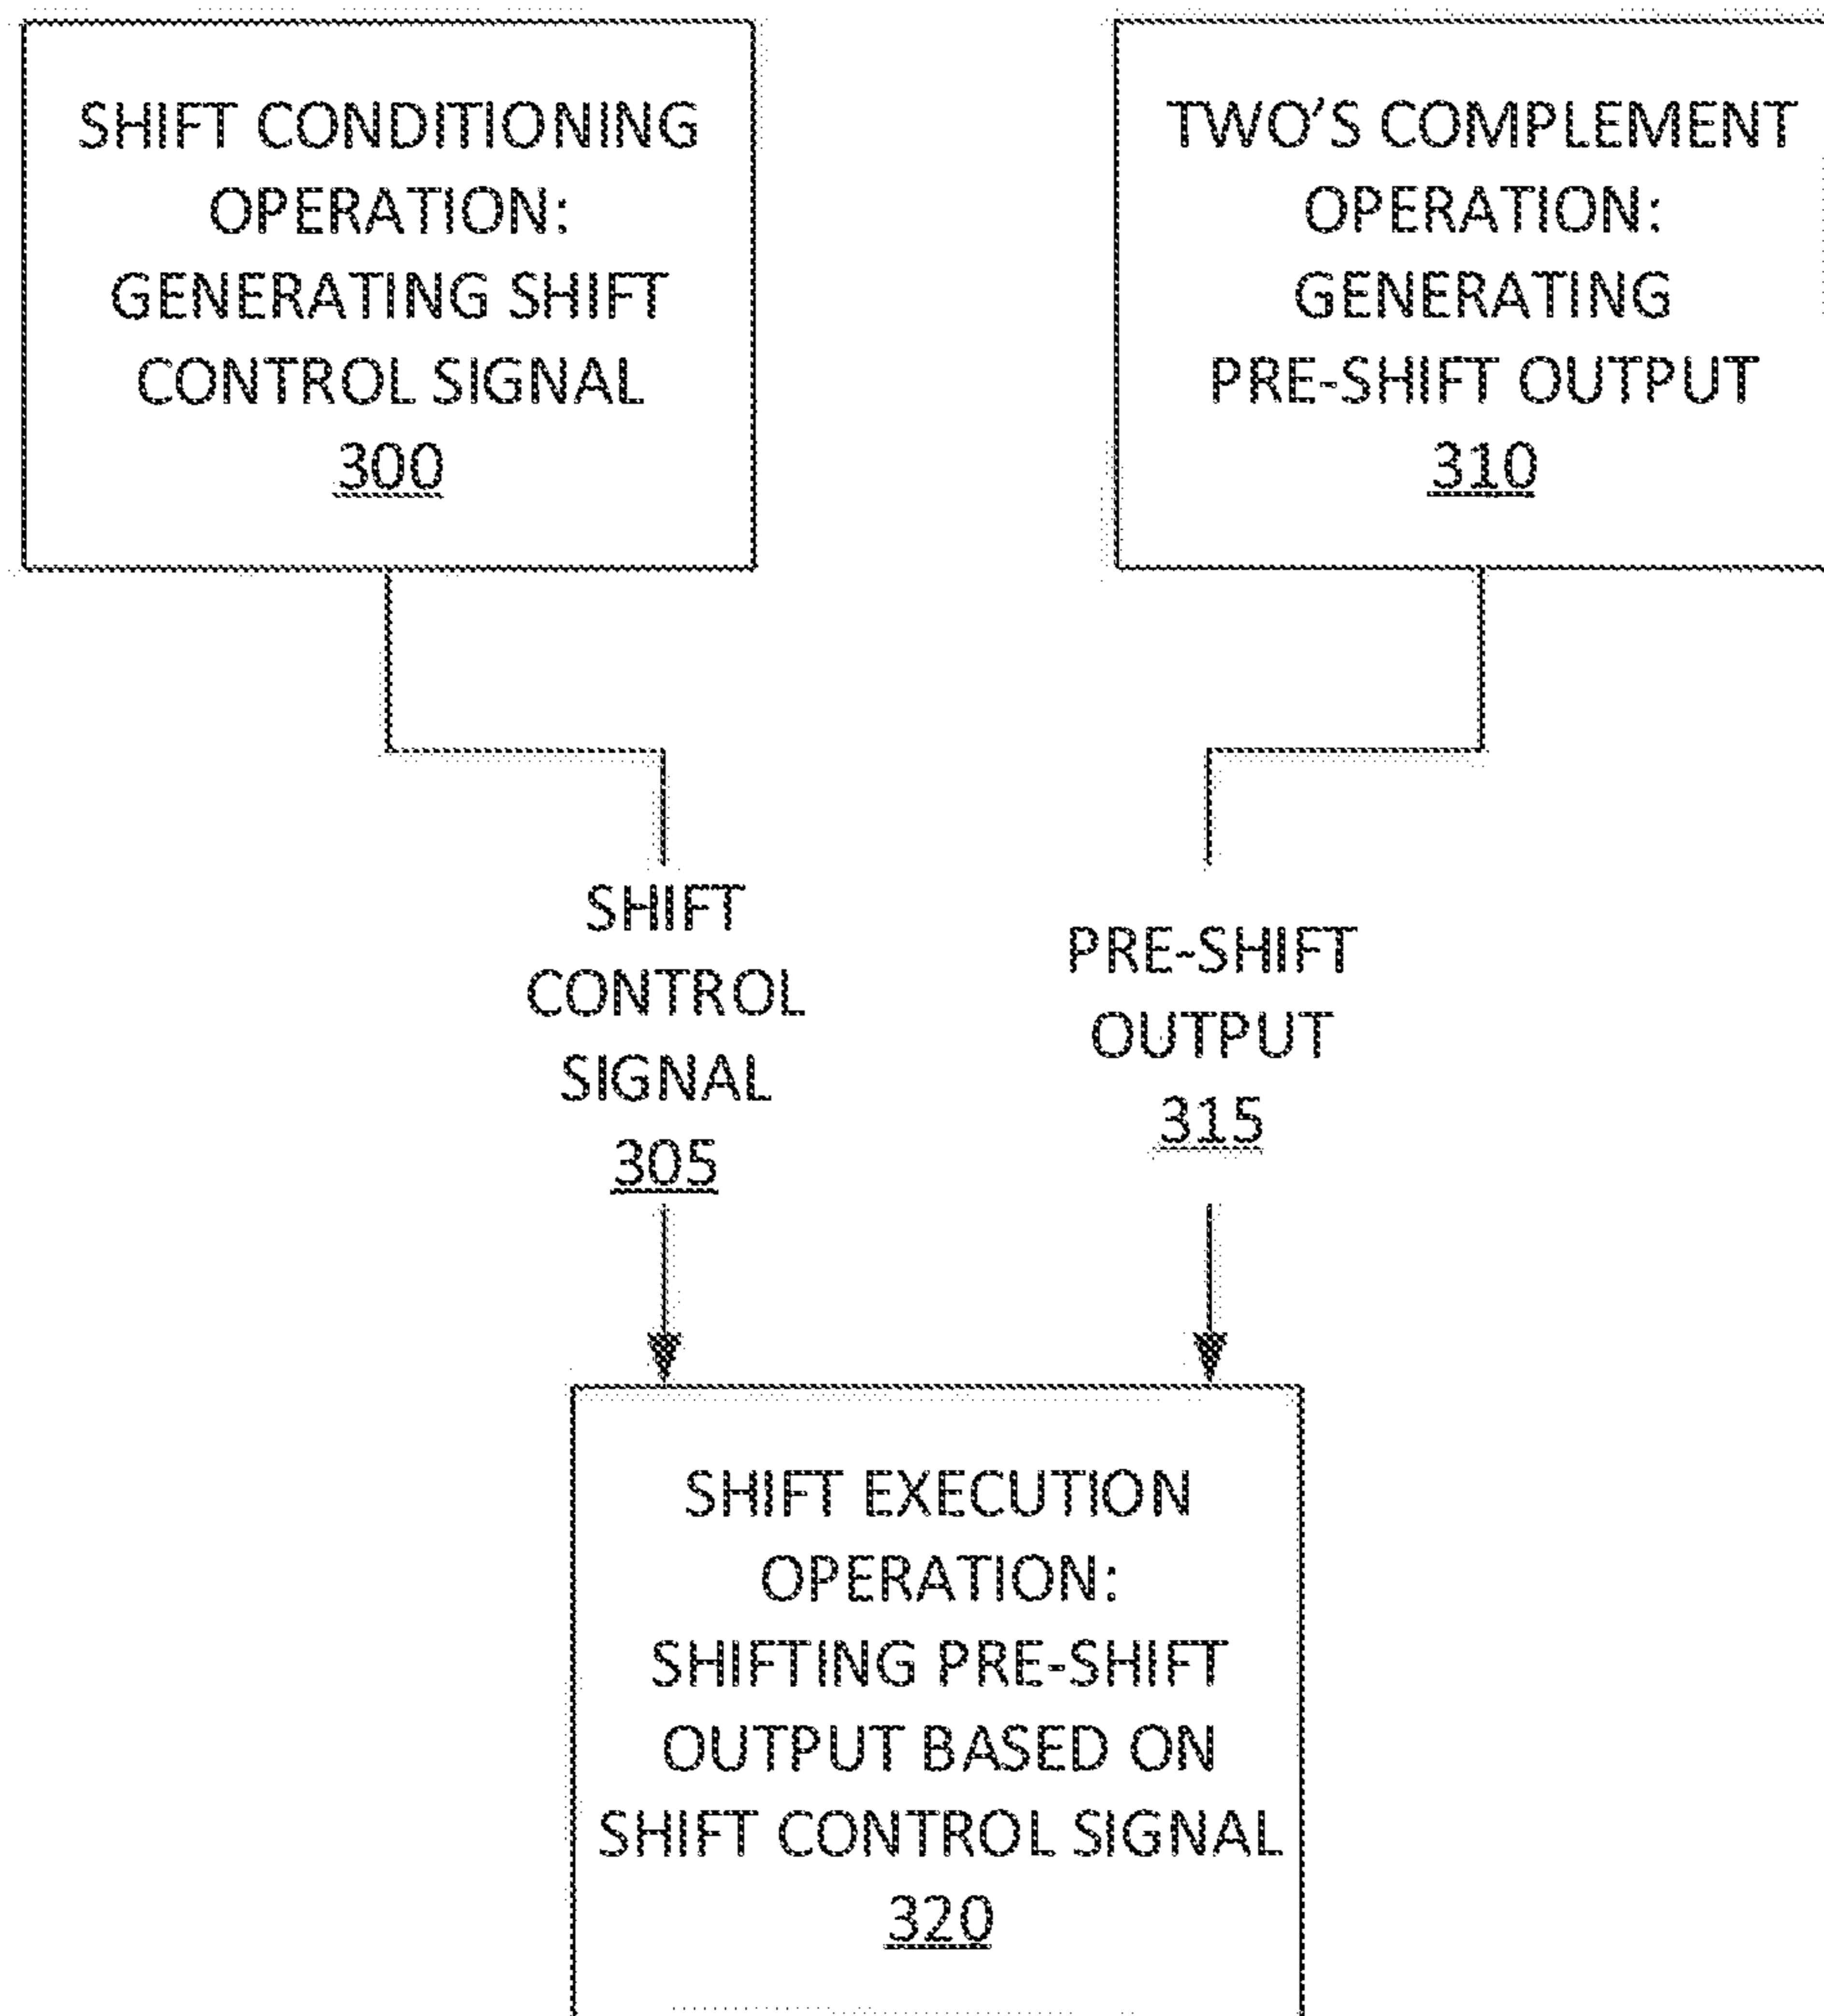 SHIFT CONDITIONING
OPERATION:
GENERATING SHIFT
CONTROL SIGNAL
300
TWO'S COMPLEMENT
OPERATION:
GENERATING
PRE-SHIFT OUTPUT
310
SHIFT
CONTROL
SIGNAL
305
PRE-SHIFT
OUTPUT
315
SHIFT EXECUTION
OPERATION:
SHIFTING PRE-SHIFT
OUTPUT BASED ON
SHIFT CONTROL SIGNAL
320